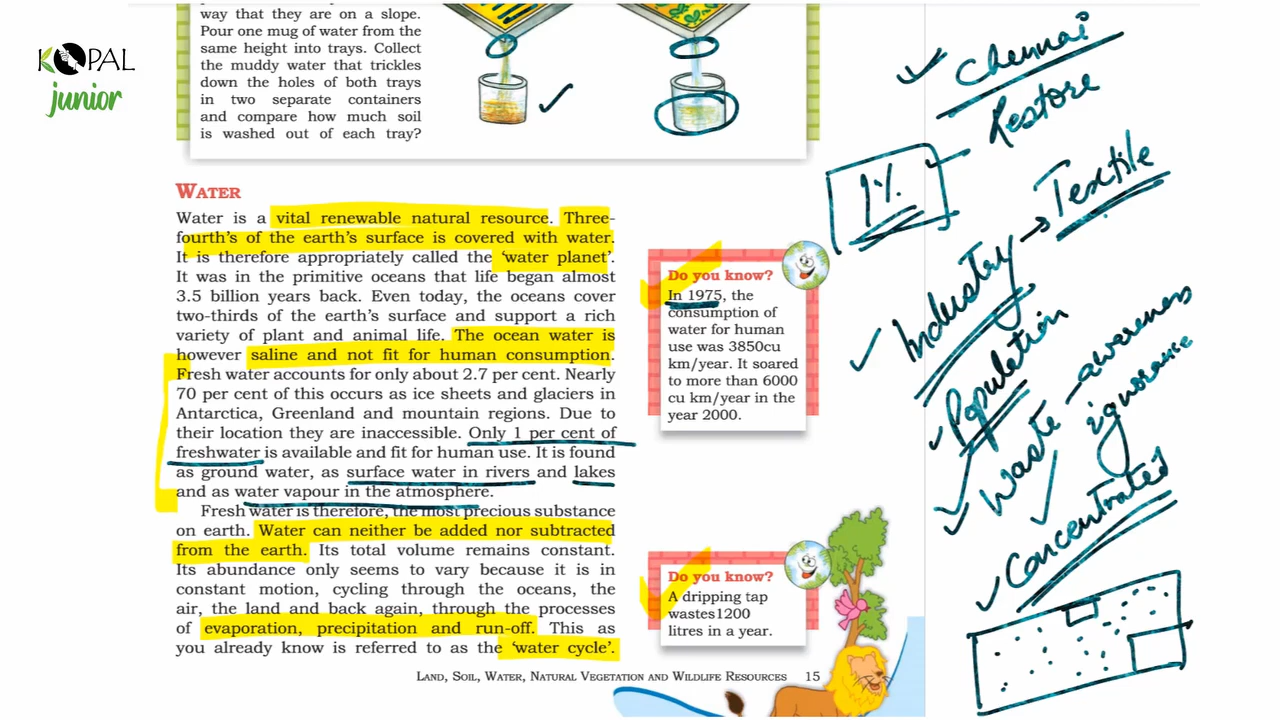 KOPAL
junior
way that they are on a slope.
Pour one mug of water from the
same height into trays. Collect
the muddy water that trickles
down the holes of both trays
in two separate containers
and compare how much soil
is washed out of each tray?
WATER
Water is a vital renewable natural resource. Three-
fourth's of the earth's surface is covered with water.
It is therefore appropriately called the 'water planet'.
It was in the primitive oceans that life began almost
3.5 billion years back. Even today, the oceans cover
two-thirds of the earth's surface and support a rich
variety of plant and animal life. The ocean water is
however saline and not fit for human consumption.
Fresh water accounts for only about 2.7 per cent. Nearly
70 per cent of this occurs as ice sheets and glaciers in
Antarctica, Greenland and mountain regions. Due to
their location they are inaccessible. Only 1 per cent of
freshwater is available and fit for human use. It is found
as ground water, as surface water in rivers and lakes
and as water vapour in the atmosphere.
Fresh water is therefore, the most precious substance
on earth. Water can neither be added nor subtracted
from the earth. Its total volume remains constant.
Its abundance only seems to vary because it is in
constant motion, cycling through the oceans, the
air, the land and back again, through the processes
of evaporation, precipitation and run-off. This as
you already know is referred to as the 'water cycle'.
Do you know?
In 1975, the
consumption of
water for human
use was 3850cu
km/year. It soared
to more than 6000
cu km/year in the
year 2000.
Do you know?
A dripping tap
wastes1200
litres in a year.
LAND, SOIL, WATER, NATURAL VEGETATION AND WILDLIFE RESOURCES 15
Chennai
Restore
1%
Textile
Industry
Population
Waste
awareness
ignorance
Concentrated